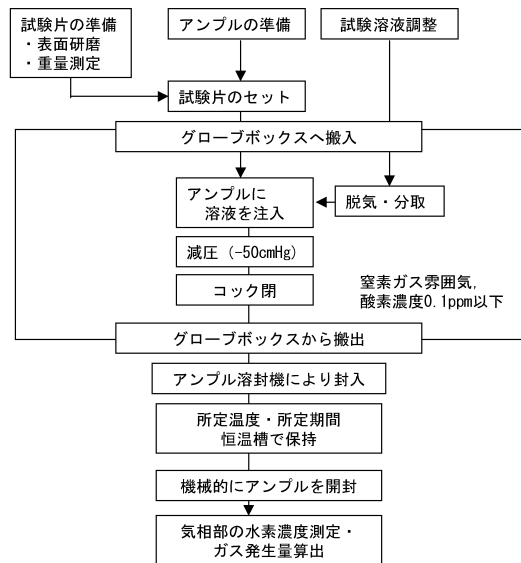 試験片の準備
・表面研磨
・重量測定
アンプルの準備
試験溶液調整
試験片のセット
グローブボックスへ搬入
アンプルに
溶液を注入
脱気・分取
減圧(-50cmHg)
コック閉
窒素ガス雰囲気,
酸素濃度0.1ppm以下
グローブボックスから搬出
アンプル溶封機により封入
所定温度・所定期間
恒温槽で保持
機械的にアンプルを開封
気相部の水素濃度測定・
ガス発生量算出